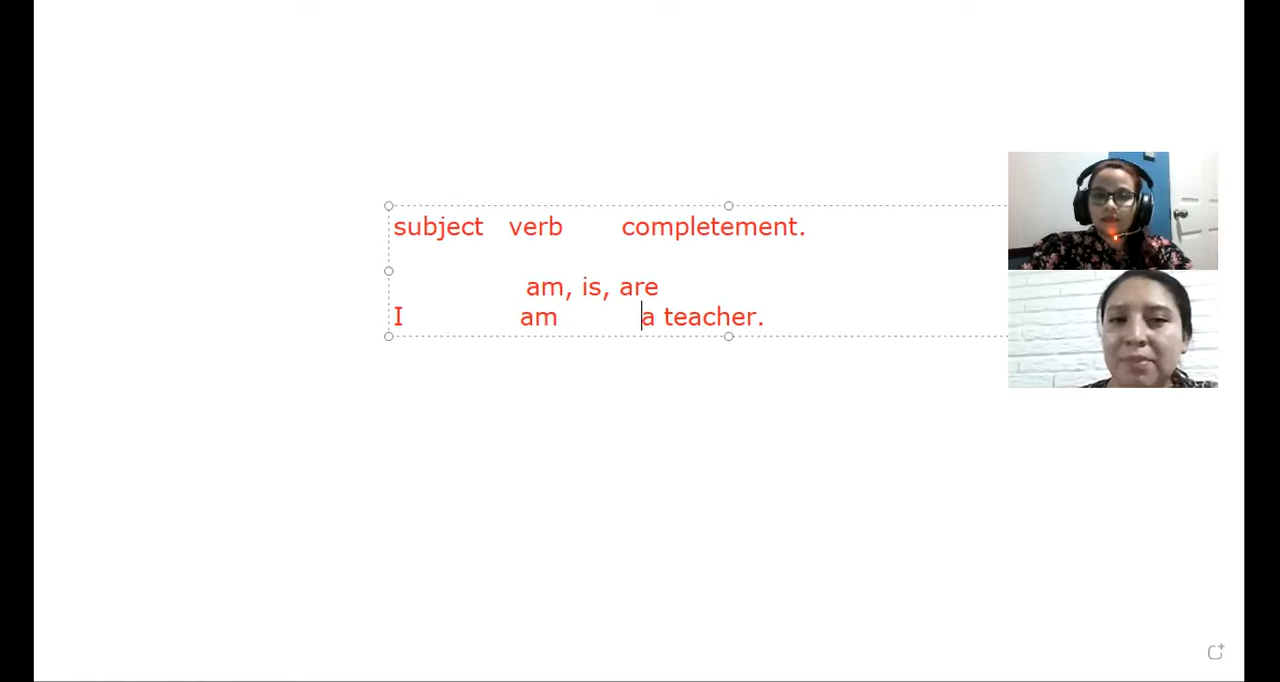 subject verb completement.
am, is, are
I am a teacher.